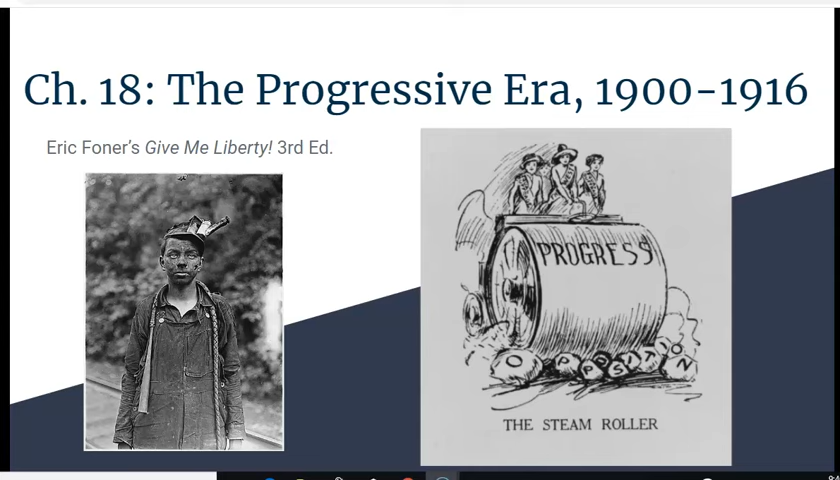 Ch. 18: The Progressive Era, 1900-1916
Eric Foner's Give Me Liberty! 3rd Ed.
PROGRESS
OPPOSITION
THE STEAM ROLLER